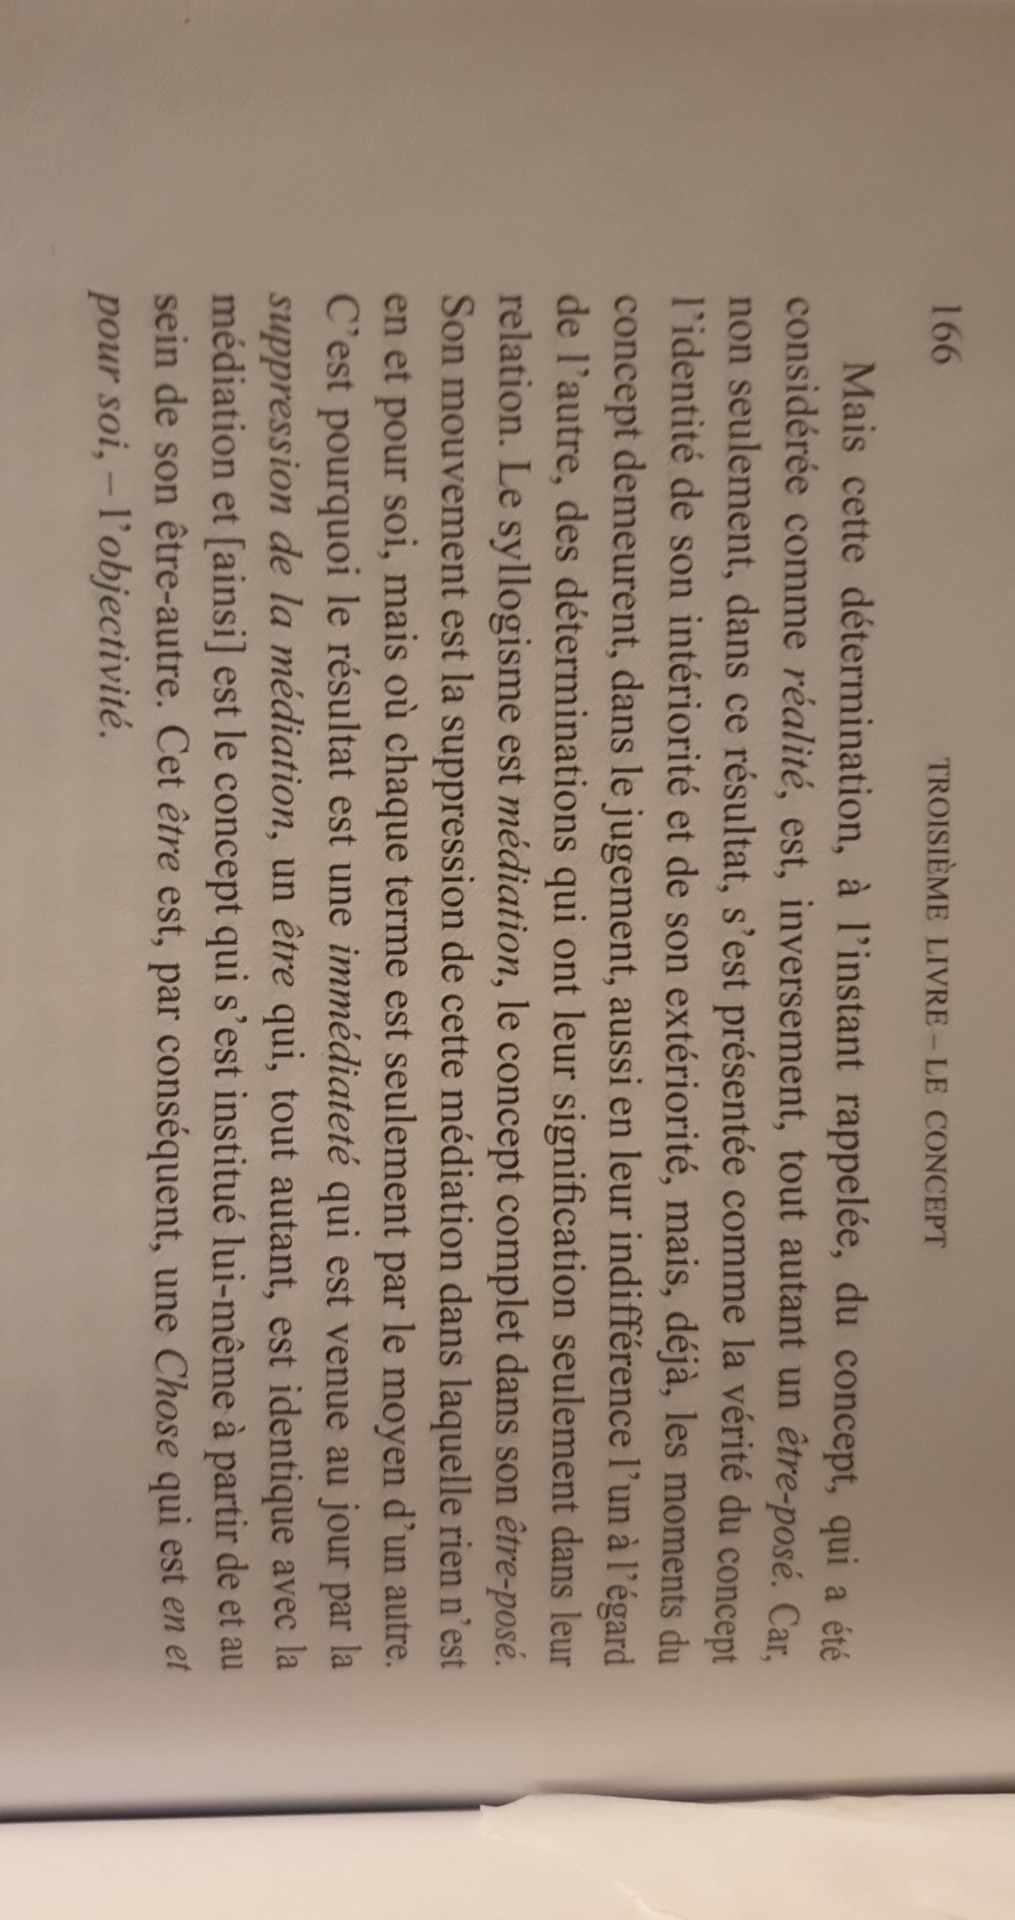 166 TROISIÈME LIVRE – LE CONCEPT
Mais cette détermination, à l'instant rappelée, du concept, qui a été
considérée comme réalité, est, inversement, tout autant un être-posé. Car,
non seulement, dans ce résultat, s'est présentée comme la vérité du concept
l'identité de son intériorité et de son extériorité, mais, déjà, les moments du
concept demeurent, dans le jugement, aussi en leur indifférence l'un à l'égard
de l'autre, des déterminations qui ont leur signification seulement dans leur
relation. Le syllogisme est médiation, le concept complet dans son être-posé.
Son mouvement est la suppression de cette médiation dans laquelle rien n'est
en et pour soi, mais où chaque terme est seulement par le moyen d'un autre.
C'est pourquoi le résultat est une immédiateté qui est venue au jour par la
suppression de la médiation, un être qui, tout autant, est identique avec la
médiation et [ainsi] est le concept qui s'est institué lui-même à partir de et au
sein de son être-autre. Cet être est, par conséquent, une Chose qui est en et
pour soi, – l'objectivité.